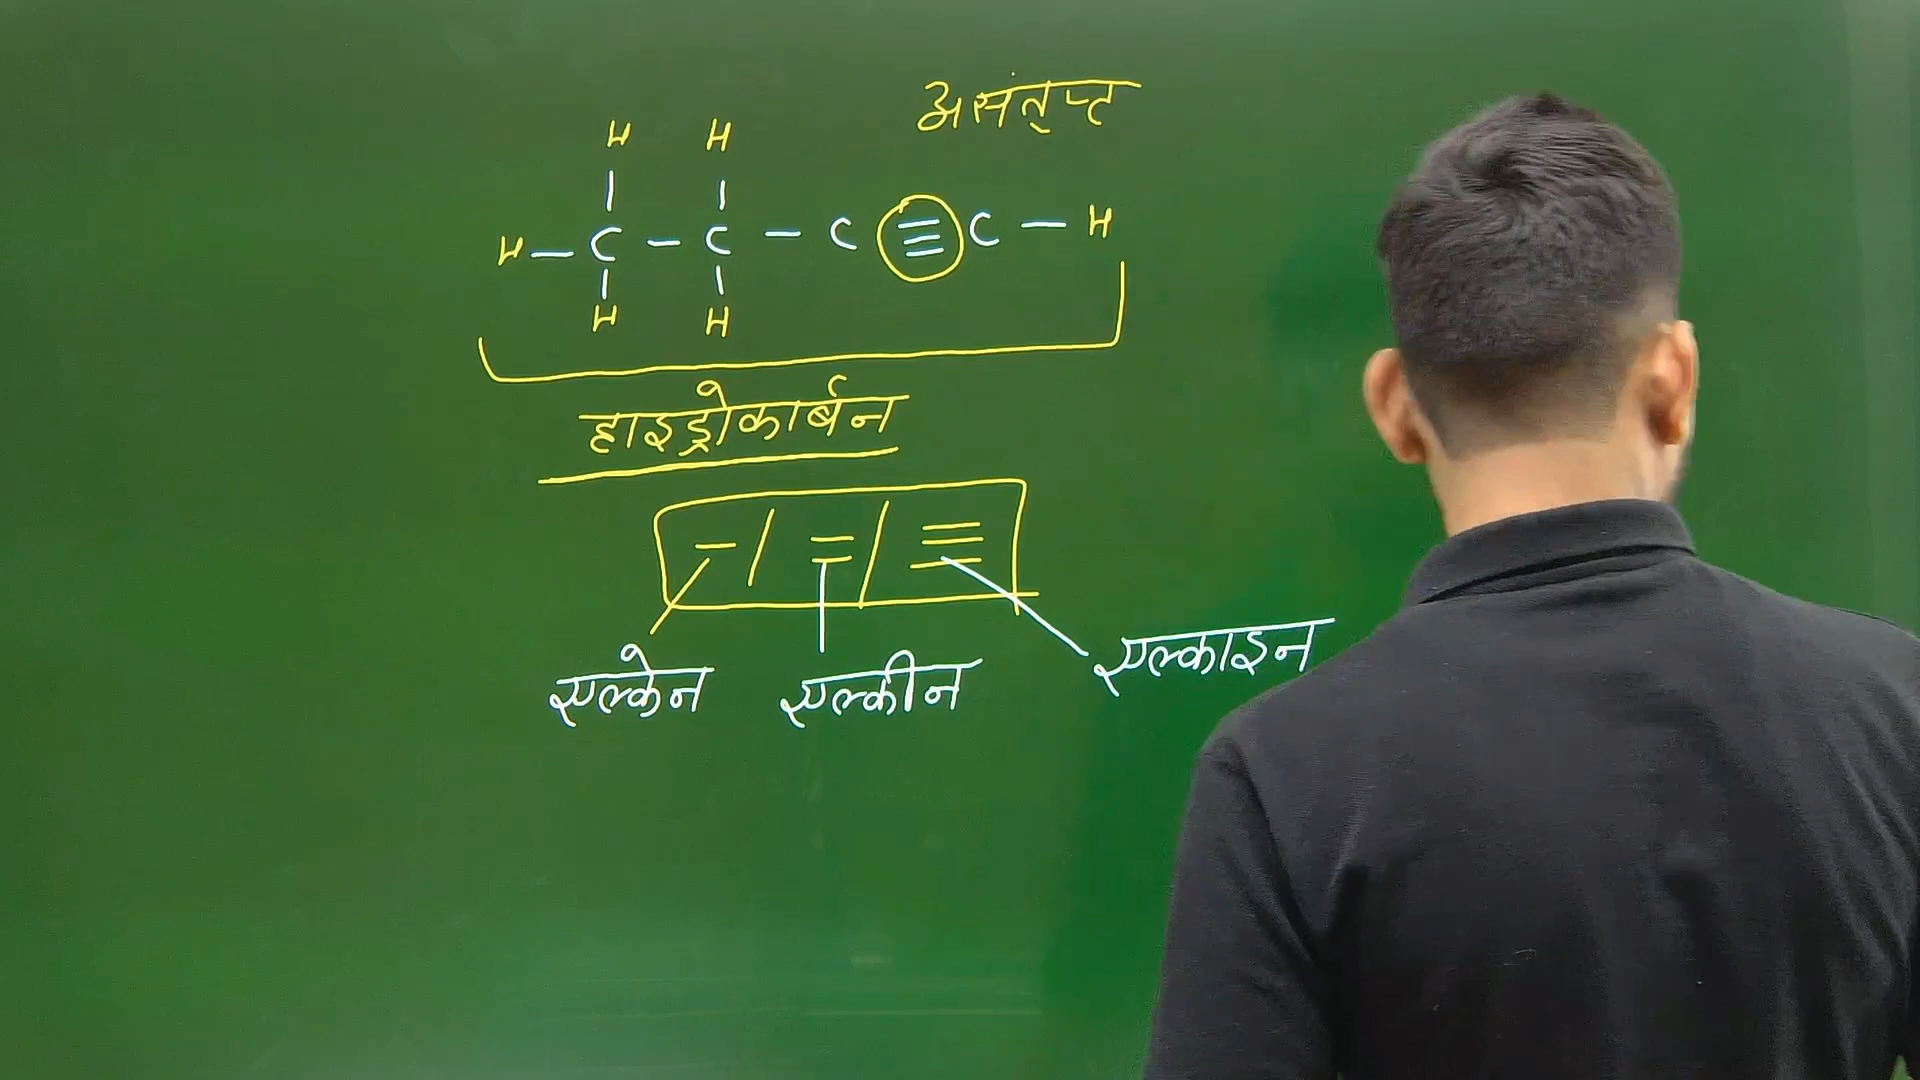 असंतृप्त
H H
H – C – C – C ≡ C – H
H H
हाइड्रोकार्बन
– / = / ≡
एल्केन एल्कीन एल्काइन